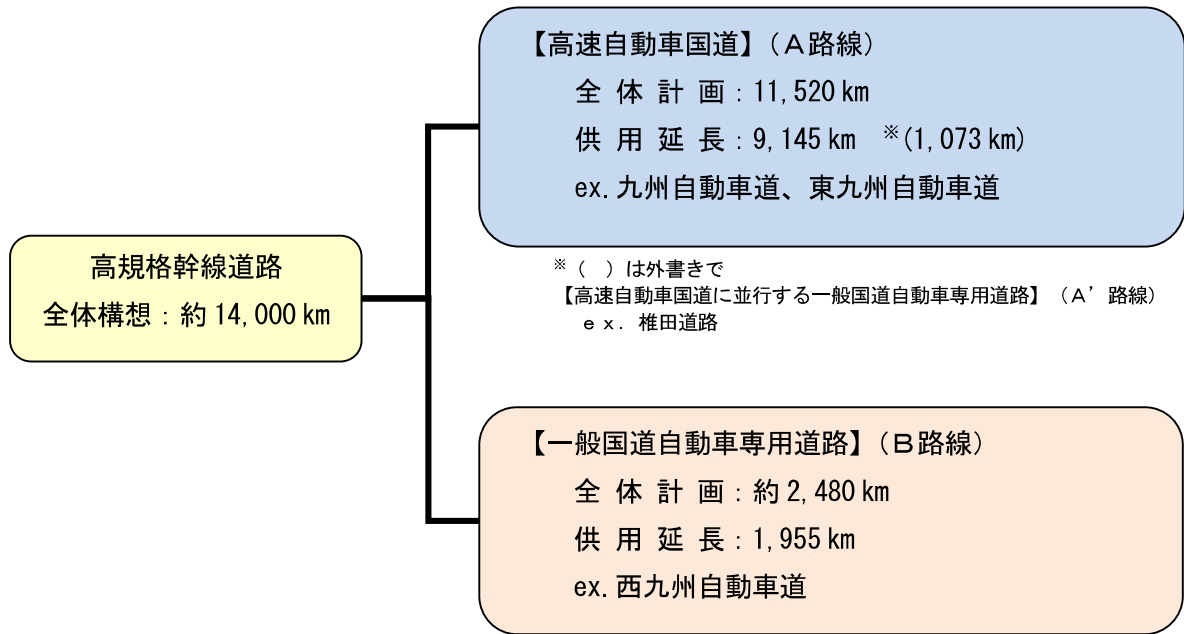 高規格幹線道路
全体構想：約 14,000 km
【高速自動車国道】（Ａ路線）
全 体 計 画：11,520 km
供 用 延 長：9,145 km ※(1,073 km)
ex. 九州自動車道、東九州自動車道
※（ ）は外書きで
【高速自動車国道に並行する一般国道自動車専用道路】（Ａ’路線）
ｅｘ．椎田道路
【一般国道自動車専用道路】（Ｂ路線）
全 体 計 画：約 2,480 km
供 用 延 長：1,955 km
ex. 西九州自動車道